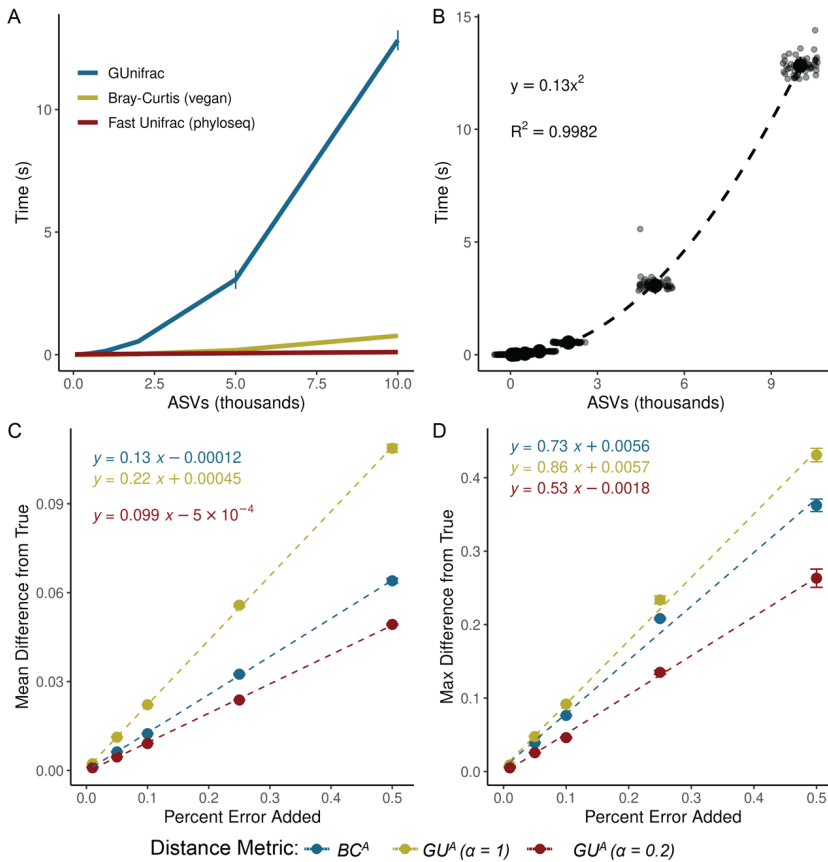 A
GUnifrac
Bray-Curtis (vegan)
Fast Unifrac (phyloseq)
Time (s)
10
5
0
0.0 2.5 5.0 7.5 10.0
ASVs (thousands)
B
y = 0.13x²
R² = 0.9982
Time (s)
15
10
5
0
0 3 6 9
ASVs (thousands)
C
y = 0.13 x − 0.00012
y = 0.22 x + 0.00045
y = 0.099 x − 5 × 10⁻⁴
Mean Difference from True
0.09
0.06
0.03
0.00
0.0 0.1 0.2 0.3 0.4 0.5
Percent Error Added
D
y = 0.73 x + 0.0056
y = 0.86 x + 0.0057
y = 0.53 x − 0.0018
Max Difference from True
0.4
0.3
0.2
0.1
0.0
0.0 0.1 0.2 0.3 0.4 0.5
Percent Error Added
Distance Metric: BCᴬ GUᴬ (α = 1) GUᴬ (α = 0.2)